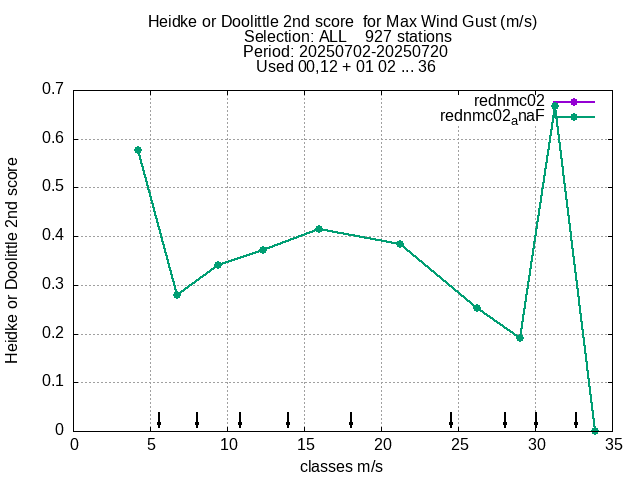 Heidke or Doolittle 2nd score  for Max Wind Gust (m/s)
Selection: ALL    927 stations
Period: 20250702-20250720
Used 00,12 + 01 02 ... 36
rednmc02
rednmc02anaF
0.7
0.6
0.5
0.4
0.3
0.2
0.1
0
Heidke or Doolittle 2nd score
0 5 10 15 20 25 30 35
classes m/s